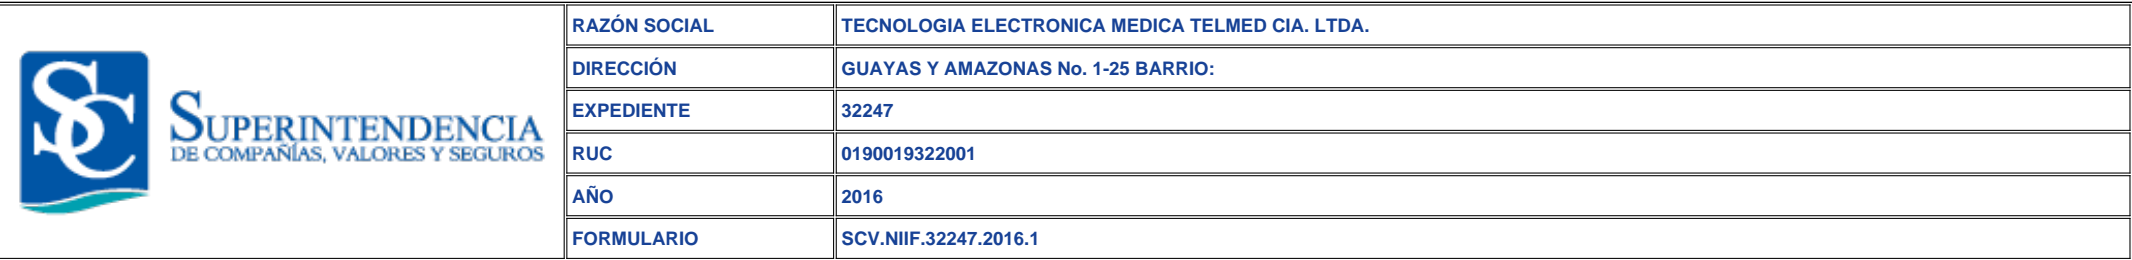 SC
SUPERINTENDENCIA
DE COMPAÑÍAS, VALORES Y SEGUROS
RAZÓN SOCIAL TECNOLOGIA ELECTRONICA MEDICA TELMED CIA. LTDA.
DIRECCIÓN GUAYAS Y AMAZONAS No. 1-25 BARRIO:
EXPEDIENTE 32247
RUC 0190019322001
AÑO 2016
FORMULARIO SCV.NIIF.32247.2016.1